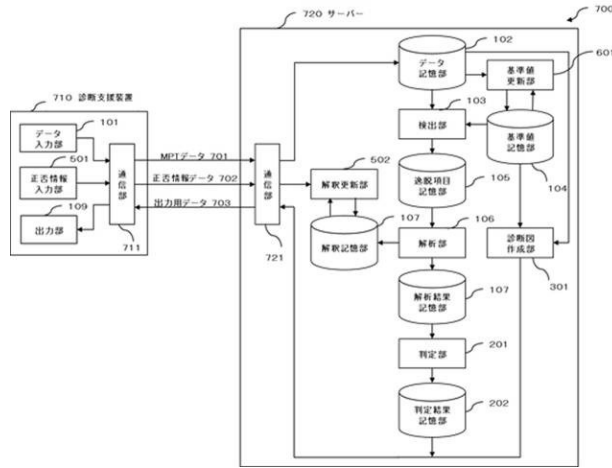 700
720 サーバー
102
データ
記憶部
601
基準値
更新部
710 診断支援装置
101
データ
入力部
103
検出部
MPTデータ 701
基準値
記憶部
104
501
正否情報
入力部
通信部
正否情報データ 702
通信部
502
解釈更新部
105
逸脱項目
記憶部
109
出力部
出力用データ 703
711
721
107
解釈記憶部
106
解析部
診断図
作成部
301
解析結果
記憶部
107
201
判定部
202
判定結果
記憶部